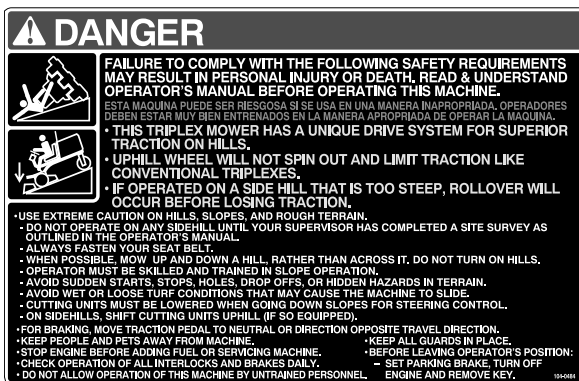 DANGER
FAILURE TO COMPLY WITH THE FOLLOWING SAFETY REQUIREMENTS
MAY RESULT IN PERSONAL INJURY OR DEATH. READ & UNDERSTAND
OPERATOR'S MANUAL BEFORE OPERATING THIS MACHINE.
ESTA MAQUINA PUEDE SER RIESGOSA SI SE USA EN UNA MANERA INAPROPRIADA. OPERADORES
DEBEN ESTAR MUY BIEN ENTRENADOS EN LA MANERA APROPRIADA DE OPERAR LA MAQUINA.
• THIS TRIPLEX MOWER HAS A UNIQUE DRIVE SYSTEM FOR SUPERIOR
TRACTION ON HILLS.
• UPHILL WHEEL WILL NOT SPIN OUT AND LIMIT TRACTION LIKE
CONVENTIONAL TRIPLEXES.
• IF OPERATED ON A SIDE HILL THAT IS TOO STEEP, ROLLOVER WILL
OCCUR BEFORE LOSING TRACTION.
•USE EXTREME CAUTION ON HILLS, SLOPES, AND ROUGH TERRAIN.
- DO NOT OPERATE ON ANY SIDEHILL UNTIL YOUR SUPERVISOR HAS COMPLETED A SITE SURVEY AS
OUTLINED IN THE OPERATOR'S MANUAL.
- ALWAYS FASTEN YOUR SEAT BELT.
- WHEN POSSIBLE, MOW UP AND DOWN A HILL, RATHER THAN ACROSS IT. DO NOT TURN ON HILLS.
- OPERATOR MUST BE SKILLED AND TRAINED IN SLOPE OPERATION.
- AVOID SUDDEN STARTS, STOPS, HOLES, DROP OFFS, OR HIDDEN HAZARDS IN TERRAIN.
- AVOID WET OR LOOSE TURF CONDITIONS THAT MAY CAUSE THE MACHINE TO SLIDE.
- CUTTING UNITS MUST BE LOWERED WHEN GOING DOWN SLOPES FOR STEERING CONTROL.
- ON SIDEHILLS, SHIFT CUTTING UNITS UPHILL (IF SO EQUIPPED).
•FOR BRAKING, MOVE TRACTION PEDAL TO NEUTRAL OR DIRECTION OPPOSITE TRAVEL DIRECTION.
•KEEP PEOPLE AND PETS AWAY FROM MACHINE.
•STOP ENGINE BEFORE ADDING FUEL OR SERVICING MACHINE.
•CHECK OPERATION OF ALL INTERLOCKS AND BRAKES DAILY.
• DO NOT ALLOW OPERATION OF THIS MACHINE BY UNTRAINED PERSONNEL.
•KEEP ALL GUARDS IN PLACE.
•BEFORE LEAVING OPERATOR'S POSITION:
– SET PARKING BRAKE, TURN OFF
ENGINE AND REMOVE KEY.
104-0484